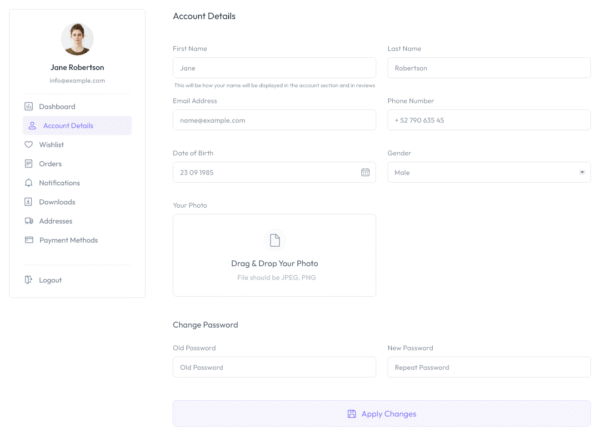 Jane Robertson
info@example.com
Dashboard
Account Details
Wishlist
Orders
Notifications
Downloads
Addresses
Payment Methods
Logout
Account Details
First Name
Last Name
Jane
Robertson
This will be how your name will be displayed in the account section and in reviews
Email Address
Phone Number
name@example.com
+ 52 790 635 45
Date of Birth
Gender
23 09 1985
Male
Your Photo
Drag & Drop Your Photo
File should be JPEG, PNG
Change Password
Old Password
New Password
Old Password
Repeat Password
Apply Changes